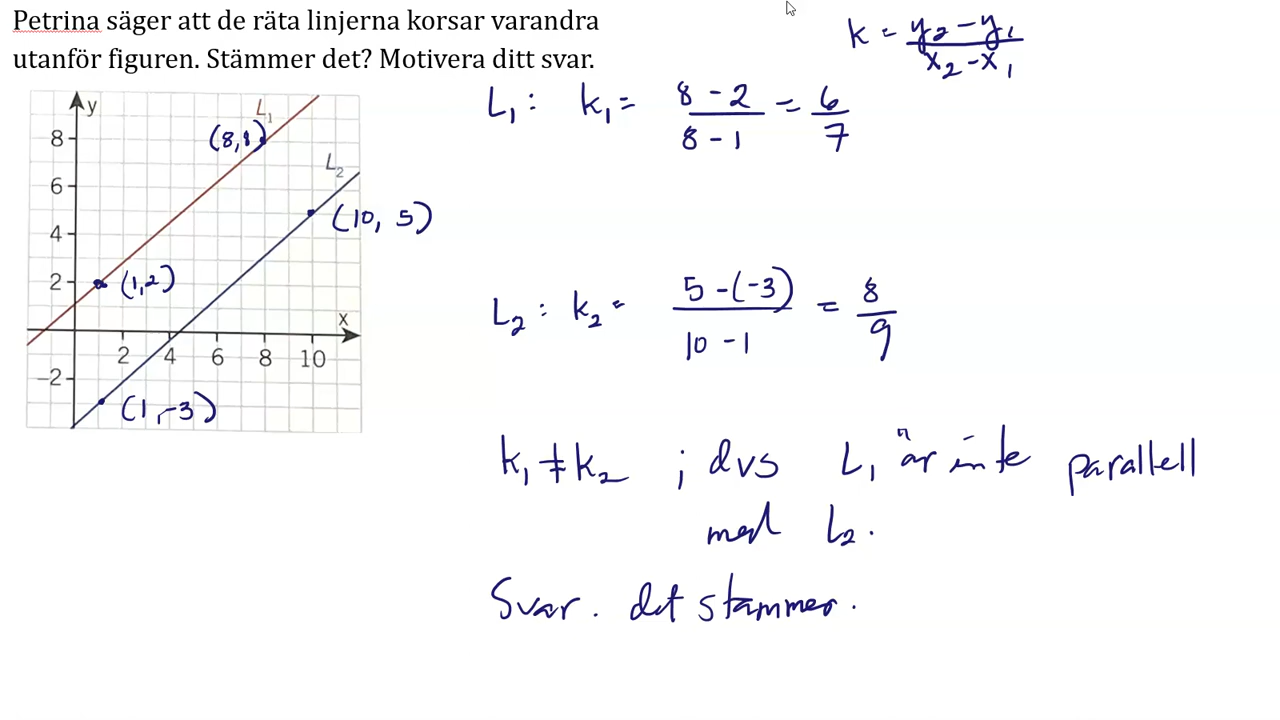 Petrina säger att de räta linjerna korsar varandra
utanför figuren. Stämmer det? Motivera ditt svar.
k = y2 - y1 / x2 - x1
L1 : k1 = 8 - 2 / 8 - 1 = 6 / 7
y
L1
8
(8,8)
L2
6
(10, 5)
4
2
(1,2)
x
2 4 6 8 10
-2
(1,-3)
L2 : k2 = 5 -(-3) / 10 - 1 = 8 / 9
k1 ≠ k2 ; dvs L1 är inte parallell
med L2.
Svar. det stämmer.